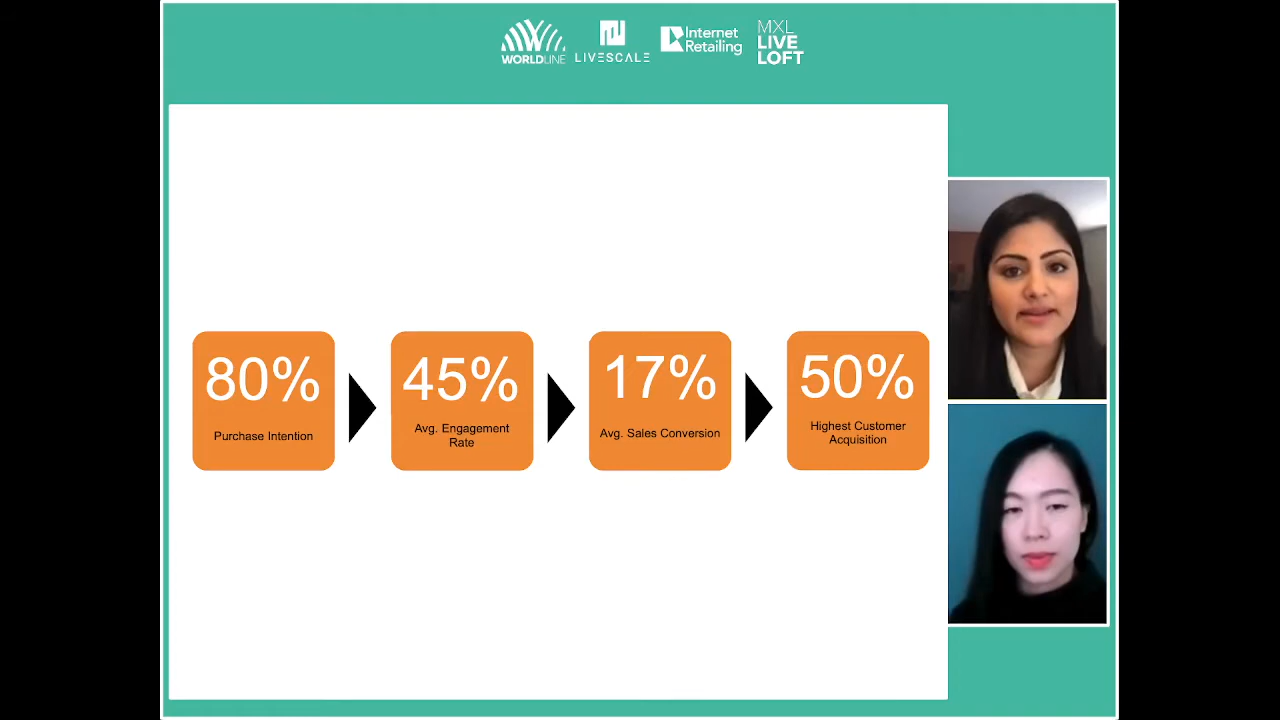 WORLDLINE
LIVESCALE
Internet
Retailing
MXL
LIVE
LOFT
80%
Purchase Intention
45%
Avg. Engagement
Rate
17%
Avg. Sales Conversion
50%
Highest Customer
Acquisition